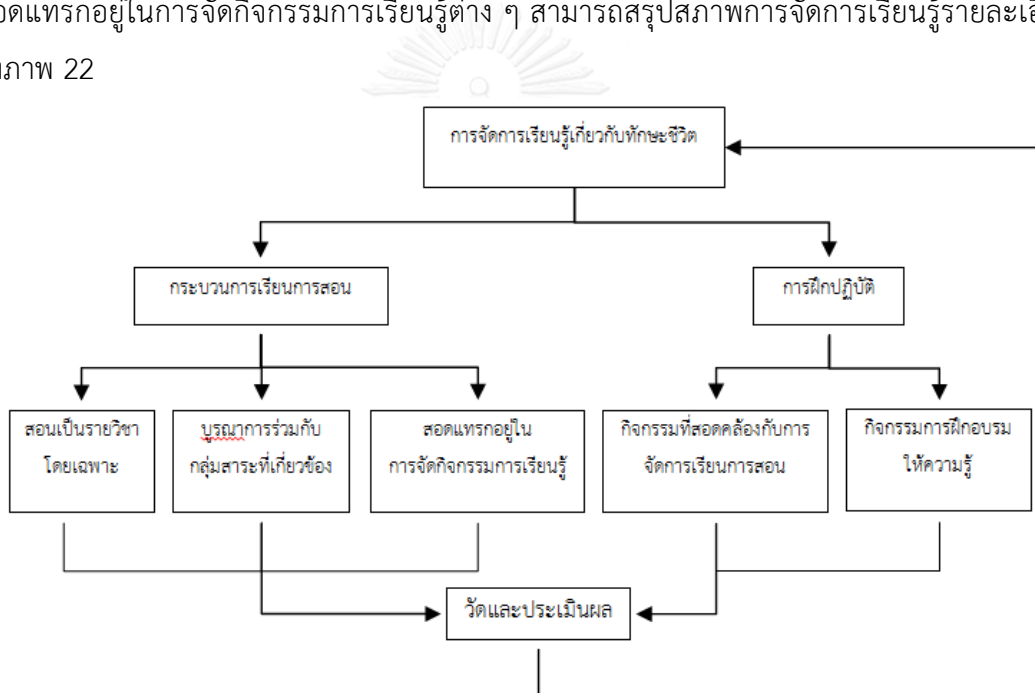 อดแทรกอยู่ในการจัดกิจกรรมการเรียนรู้ต่าง ๆ สามารถสรุปสภาพการจัดการเรียนรู้รายละเอี
ภาพ 22
การจัดการเรียนรู้เกี่ยวกับทักษะชีวิต
กระบวนการเรียนการสอน
การฝึกปฏิบัติ
สอนเป็นรายวิชา
โดยเฉพาะ
บูรณาการร่วมกับ
กลุ่มสาระที่เกี่ยวข้อง
สอดแทรกอยู่ใน
การจัดกิจกรรมการเรียนรู้
กิจกรรมที่สอดคล้องกับการ
จัดการเรียนการสอน
กิจกรรมการฝึกอบรม
ให้ความรู้
วัดและประเมินผล